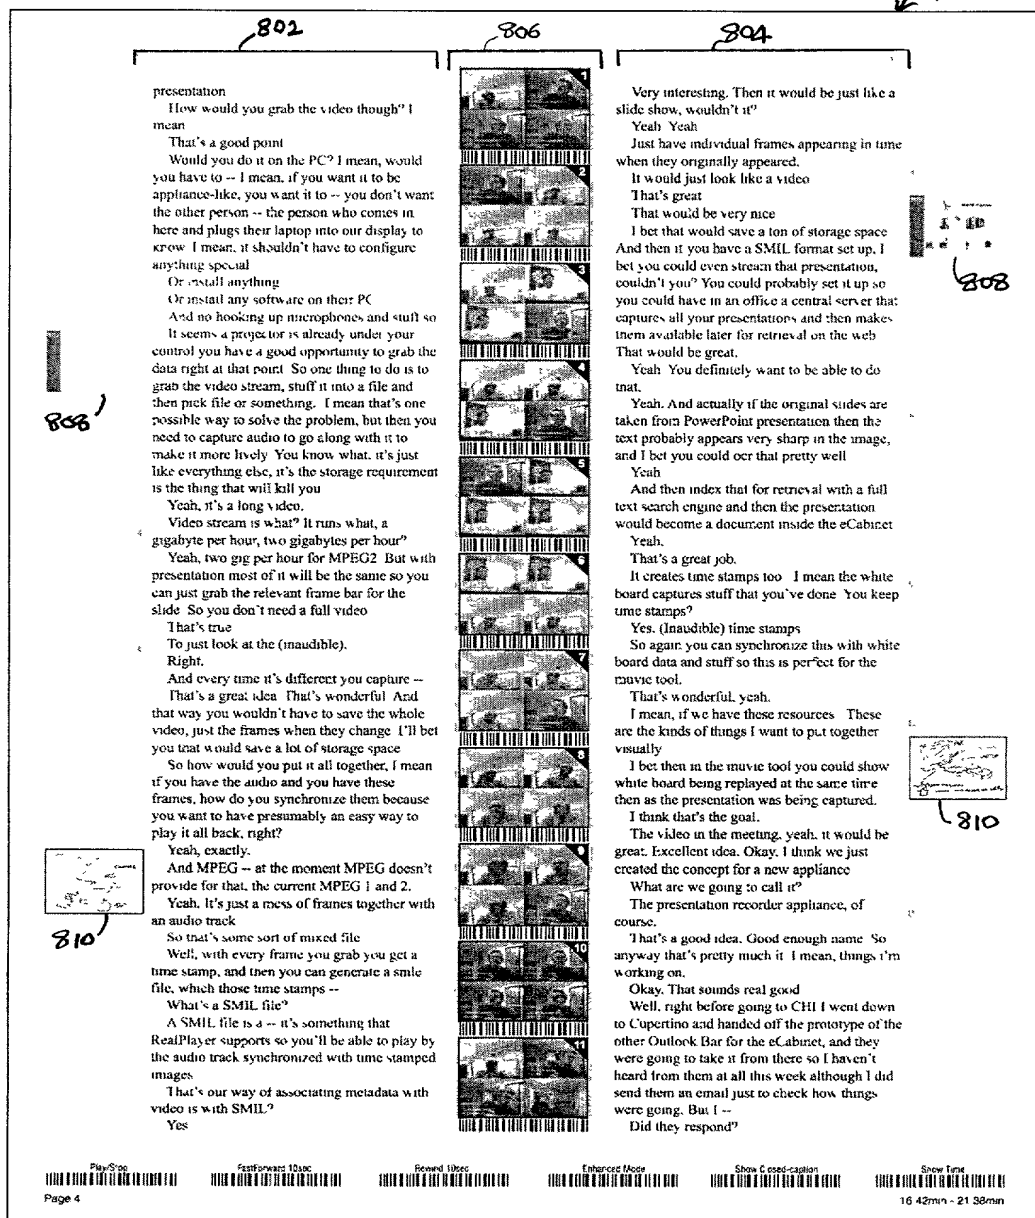 802
806
804
presentation
How would you grab the video though? I
mean
That's a good point
Would you do it on the PC? I mean, would
you have to -- I mean, if you want it to be
appliance-like, you want it to -- you don't want
the other person -- the person who comes in
here and plugs their laptop into our display to
know I mean, it shouldn't have to configure
anything special
Or install anything
Or install any software on their PC
And no hooking up microphones and stuff so
It seems a projector is already under your
control you have a good opportunity to grab the
data right at that point So one thing to do is to
grab the video stream, stuff it into a file and
then pick file or something. I mean that's one
possible way to solve the problem, but then you
need to capture audio to go along with it to
make it more lively You know what, it's just
like everything else, it's the storage requirement
is the thing that will kill you
Yeah, it's a long video.
Video stream is what? It runs what, a
gigabyte per hour, two gigabytes per hour?
Yeah, two gig per hour for MPEG2 But with
presentation most of it will be the same so you
can just grab the relevant frame bar for the
slide So you don't need a full video
That's true
To just look at the (inaudible).
Right.
And every time it's different you capture --
That's a great idea That's wonderful And
that way you wouldn't have to save the whole
video, just the frames when they change I'll bet
you that would save a lot of storage space
So how would you put it all together, I mean
if you have the audio and you have these
frames, how do you synchronize them because
you want to have presumably an easy way to
play it all back, right?
Yeah, exactly.
And MPEG -- at the moment MPEG doesn't
provide for that, the current MPEG 1 and 2.
Yeah. It's just a mess of frames together with
an audio track
So that's some sort of mixed file
Well, with every frame you grab you get a
time stamp, and then you can generate a smile
file, which those time stamps --
What's a SMIL file?
A SMIL file is a -- it's something that
RealPlayer supports so you'll be able to play by
the audio track synchronized with time stamped
images
That's our way of associating metadata with
video is with SMIL?
Yes
808
810
1
2
3
4
5
6
7
8
9
10
11
Very interesting. Then it would be just like a
slide show, wouldn't it?
Yeah Yeah
Just have individual frames appearing in time
when they originally appeared.
It would just look like a video
That's great
That would be very nice
I bet that would save a ton of storage space
And then if you have a SMIL format set up, I
bet you could even stream that presentation,
couldn't you? You could probably set it up so
you could have in an office a central server that
captures all your presentations and then makes
them available later for retrieval on the web
That would be great.
Yeah You definitely want to be able to do
that.
Yeah. And actually if the original slides are
taken from PowerPoint presentation then the
text probably appears very sharp in the image,
and I bet you could ocr that pretty well
Yeah
And then index that for retrieval with a full
text search engine and then the presentation
would become a document inside the eCabinet
Yeah.
That's a great job.
It creates time stamps too I mean the white
board captures stuff that you've done You keep
time stamps?
Yes. (Inaudible) time stamps
So again you can synchronize this with white
board data and stuff so this is perfect for the
muvie tool.
That's wonderful, yeah.
I mean, if we have these resources These
are the kinds of things I want to put together
visually
I bet then in the muvie tool you could show
white board being replayed at the same time
then as the presentation was being captured.
I think that's the goal.
The video in the meeting, yeah, it would be
great. Excellent idea. Okay. I think we just
created the concept for a new appliance
What are we going to call it?
The presentation recorder appliance, of
course.
That's a good idea. Good enough name So
anyway that's pretty much it I mean, things i'm
working on.
Okay. That sounds real good
Well, right before going to CHI I went down
to Cupertino and handed off the prototype of the
other Outlook Bar for the eCabinet, and they
were going to take it from there so I haven't
heard from them at all this week although I did
send them an email just to check how things
were going. But I --
Did they respond?
808
810
Play/Stop
FastForward 10sec
Rewind 10sec
Enhanced Mode
Show Closed-caption
Show Time
Page 4
16 42min - 21 38min